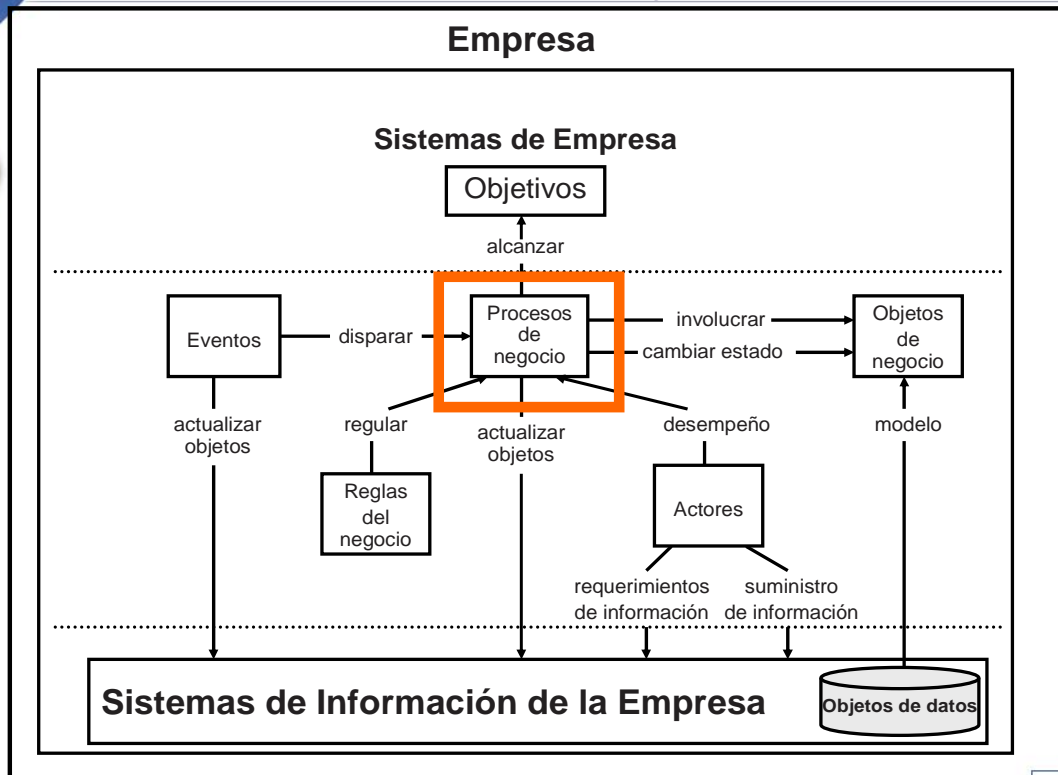 Empresa
Sistemas de Empresa
Objetivos
alcanzar
Eventos
disparar
Procesos
de
negocio
involucrar
cambiar estado
Objetos
de
negocio
actualizar
objetos
regular
actualizar
objetos
desempeño
modelo
Reglas
del
negocio
Actores
requerimientos
de información
suministro
de información
Sistemas de Información de la Empresa
Objetos de datos